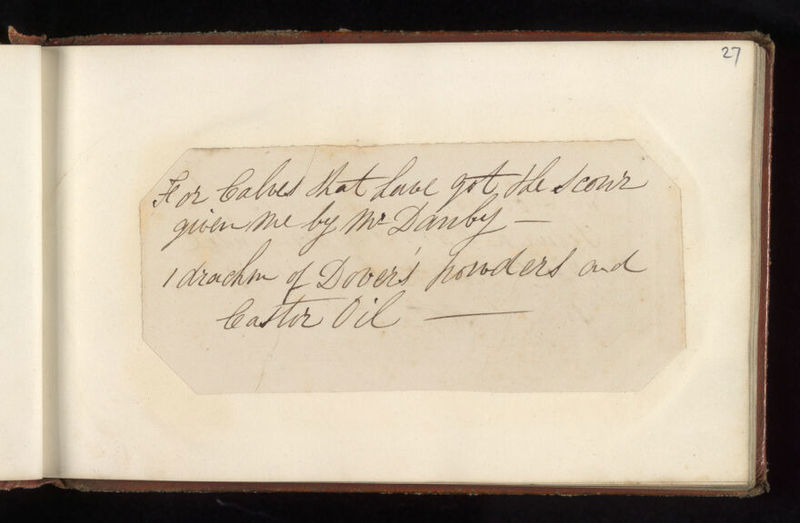 27
For Calves that have got the Scour
given me by Mr Danby —
1 drachm of Dover's powders and
Castor Oil —